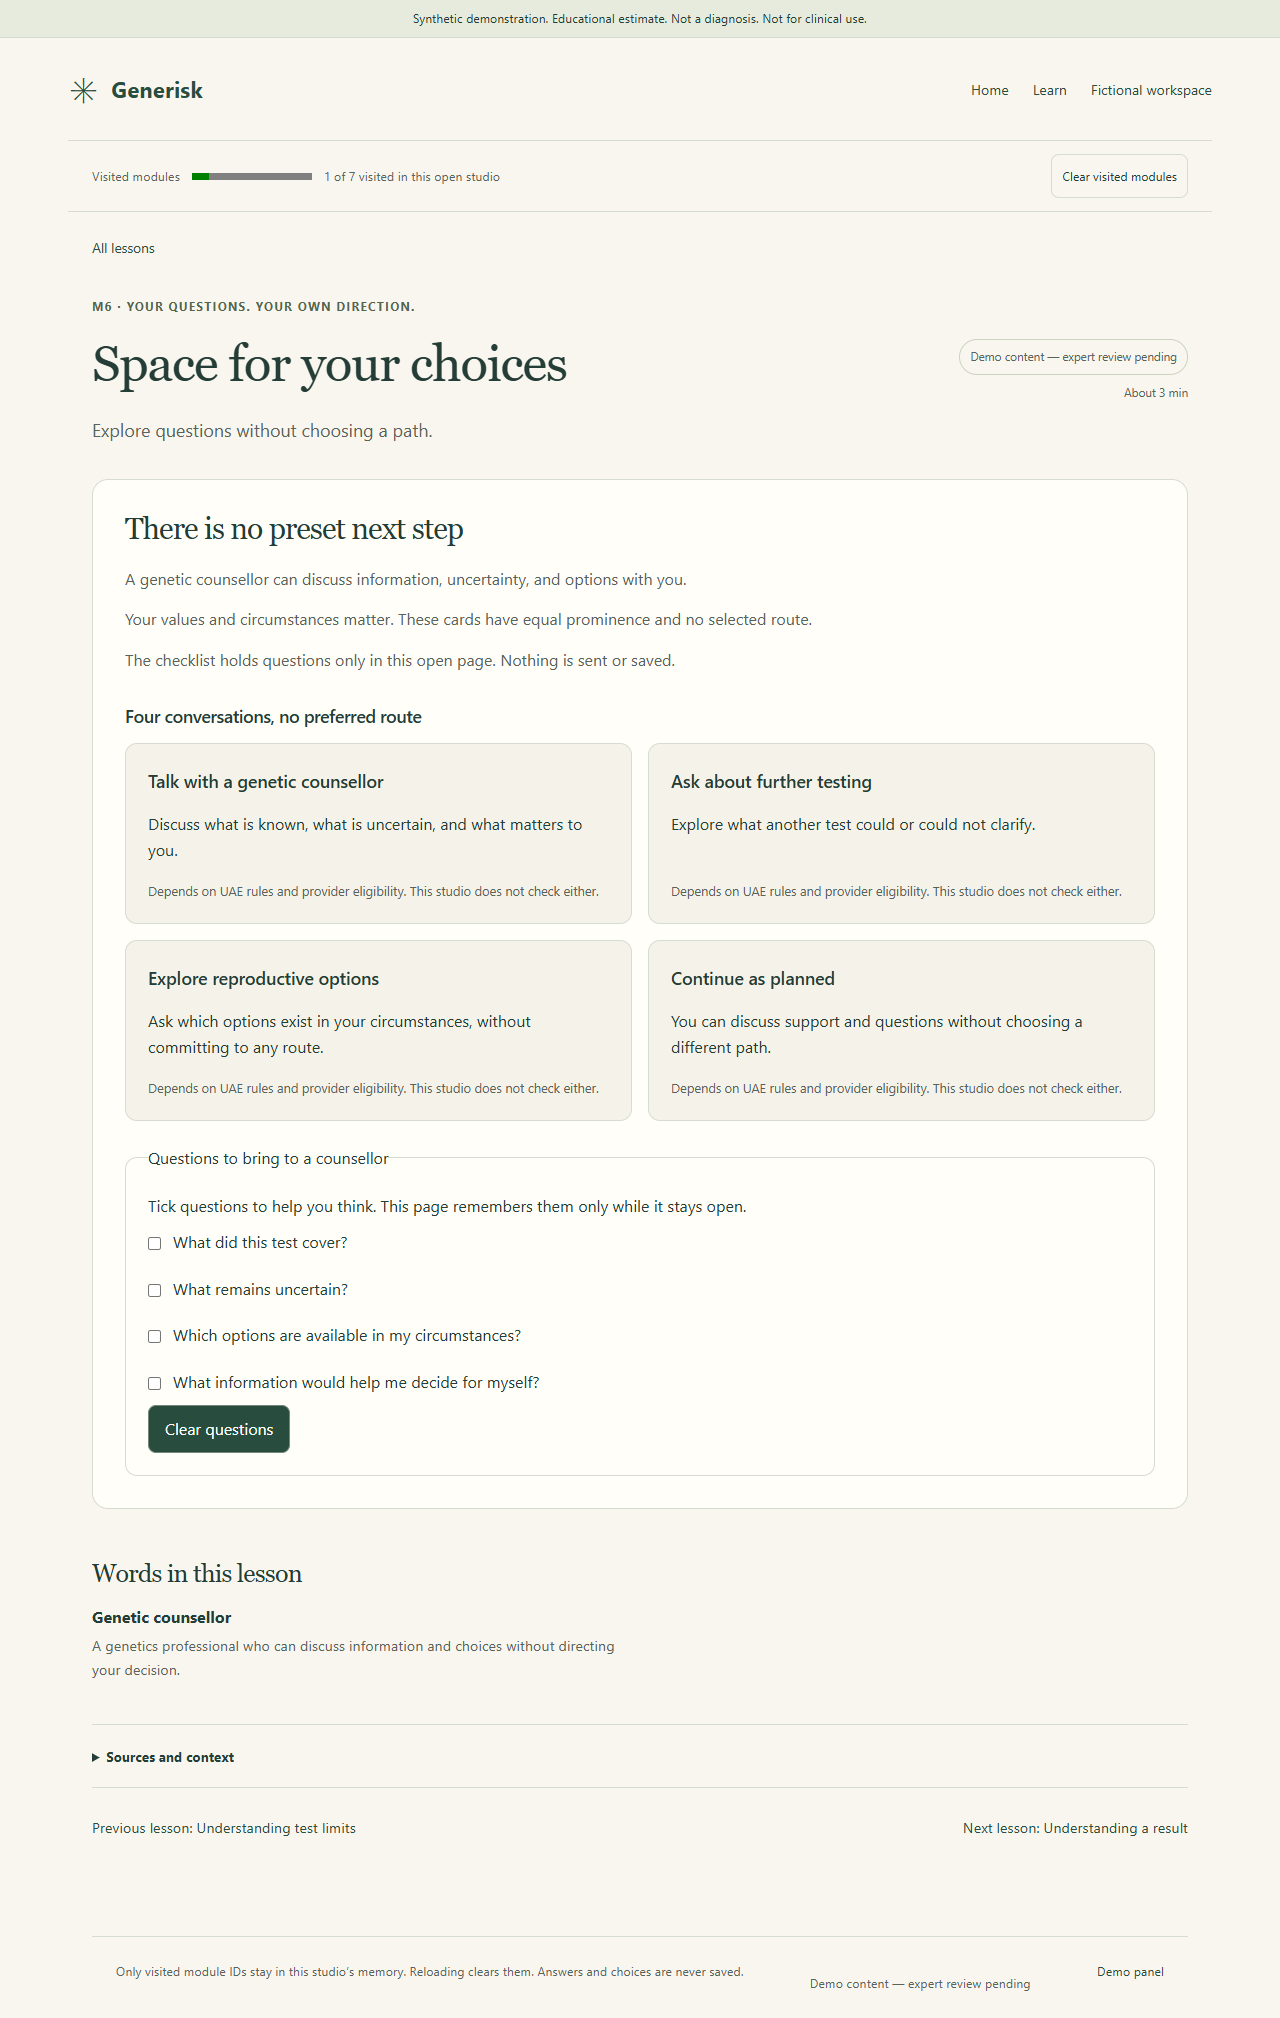 Synthetic demonstration. Educational estimate. Not a diagnosis. Not for clinical use.
Generisk
Home
Learn
Fictional workspace
Visited modules
1 of 7 visited in this open studio
Clear visited modules
All lessons
M6 · YOUR QUESTIONS. YOUR OWN DIRECTION.
Space for your choices
Demo content — expert review pending
About 3 min
Explore questions without choosing a path.
There is no preset next step
A genetic counsellor can discuss information, uncertainty, and options with you.
Your values and circumstances matter. These cards have equal prominence and no selected route.
The checklist holds questions only in this open page. Nothing is sent or saved.
Four conversations, no preferred route
Talk with a genetic counsellor
Discuss what is known, what is uncertain, and what matters to
you.
Depends on UAE rules and provider eligibility. This studio does not check either.
Ask about further testing
Explore what another test could or could not clarify.
Depends on UAE rules and provider eligibility. This studio does not check either.
Explore reproductive options
Ask which options exist in your circumstances, without
committing to any route.
Depends on UAE rules and provider eligibility. This studio does not check either.
Continue as planned
You can discuss support and questions without choosing a
different path.
Depends on UAE rules and provider eligibility. This studio does not check either.
Questions to bring to a counsellor
Tick questions to help you think. This page remembers them only while it stays open.
What did this test cover?
What remains uncertain?
Which options are available in my circumstances?
What information would help me decide for myself?
Clear questions
Words in this lesson
Genetic counsellor
A genetics professional who can discuss information and choices without directing
your decision.
Sources and context
Previous lesson: Understanding test limits
Next lesson: Understanding a result
Only visited module IDs stay in this studio's memory. Reloading clears them. Answers and choices are never saved.
Demo content — expert review pending
Demo panel